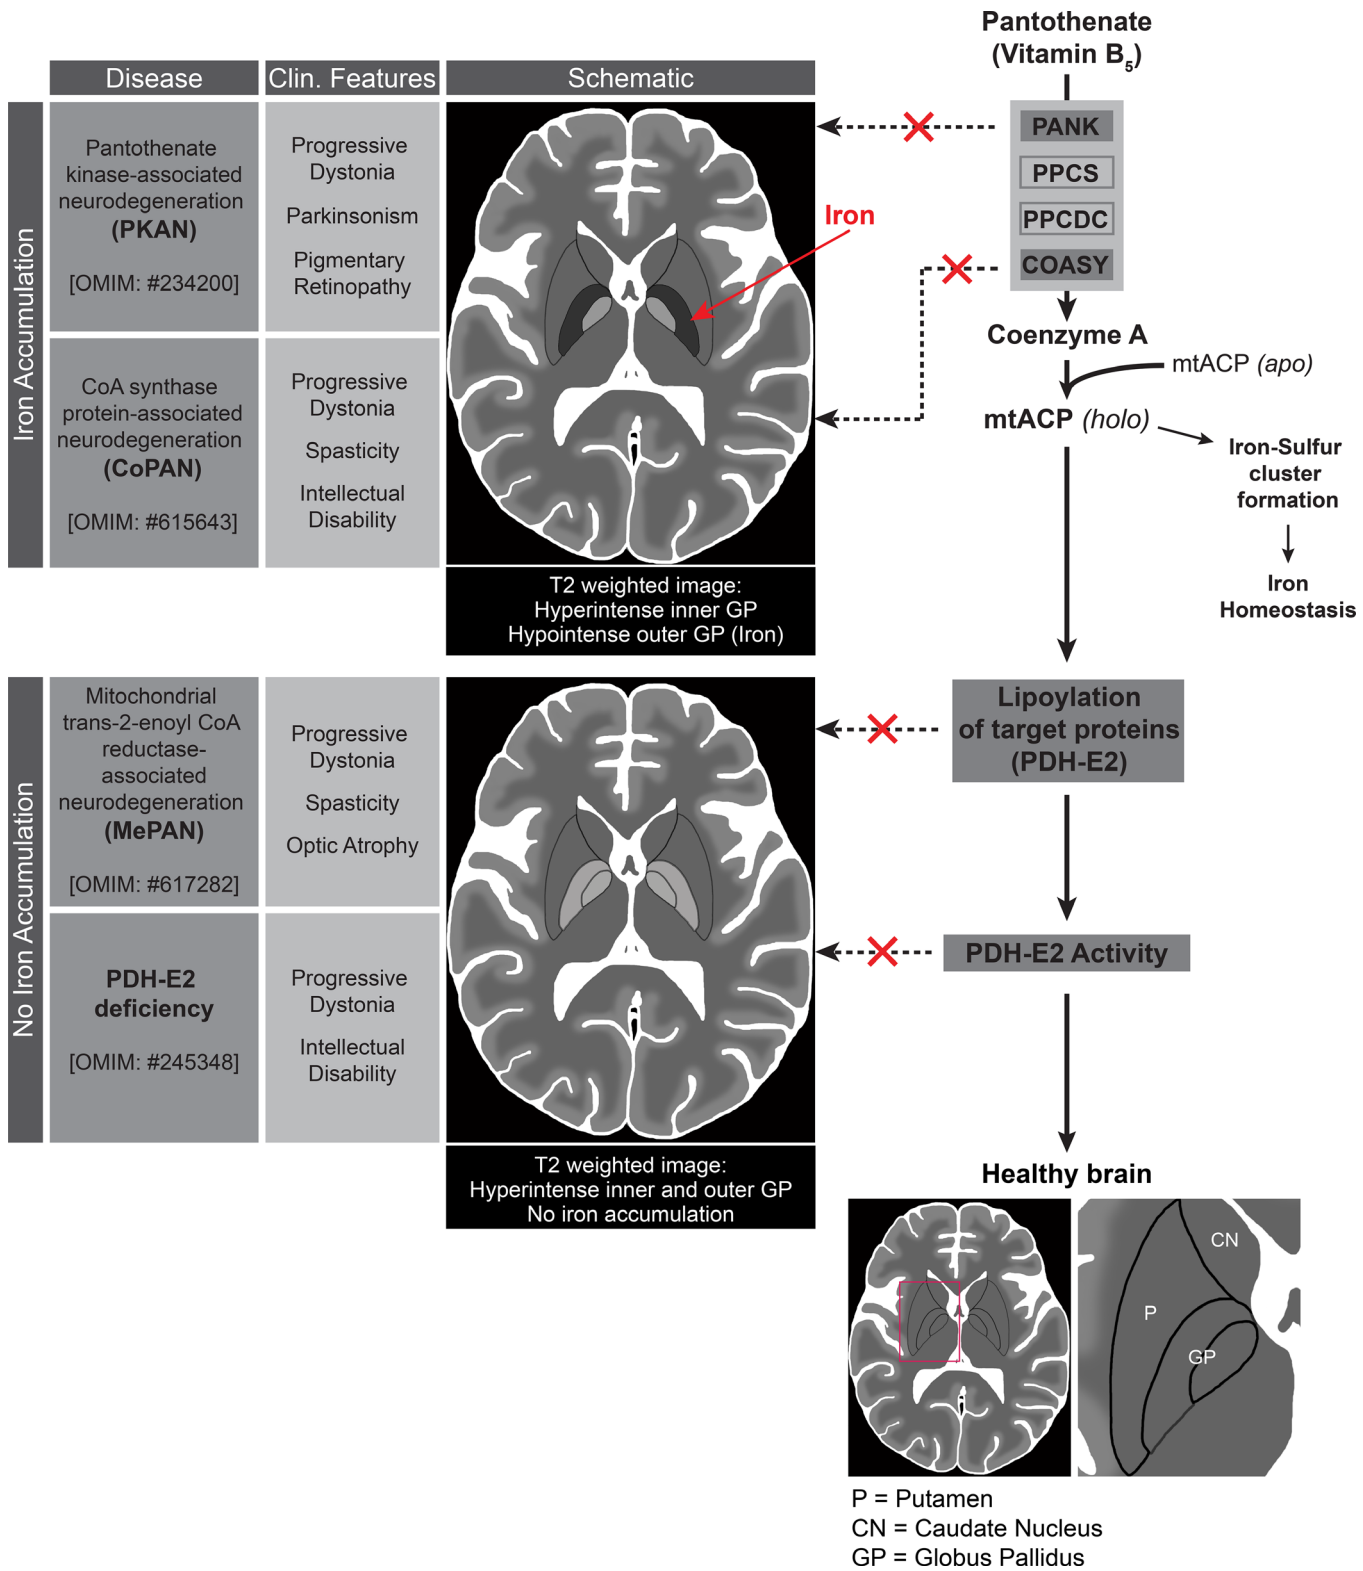 Disease
Clin. Features
Schematic
Iron Accumulation
Pantothenate
kinase-associated
neurodegeneration
(PKAN)
[OMIM: #234200]
Progressive
Dystonia
Parkinsonism
Pigmentary
Retinopathy
CoA synthase
protein-associated
neurodegeneration
(CoPAN)
[OMIM: #615643]
Progressive
Dystonia
Spasticity
Intellectual
Disability
Iron
T2 weighted image:
Hyperintense inner GP
Hypointense outer GP (Iron)
No Iron Accumulation
Mitochondrial
trans-2-enoyl CoA
reductase-
associated
neurodegeneration
(MePAN)
[OMIM: #617282]
Progressive
Dystonia
Spasticity
Optic Atrophy
PDH-E2
deficiency
[OMIM: #245348]
Progressive
Dystonia
Intellectual
Disability
T2 weighted image:
Hyperintense inner and outer GP
No iron accumulation
Pantothenate
(Vitamin B5)
PANK
PPCS
PPCDC
COASY
Coenzyme A
mtACP (apo)
mtACP (holo)
Iron-Sulfur
cluster
formation
Iron
Homeostasis
Lipoylation
of target proteins
(PDH-E2)
PDH-E2 Activity
Healthy brain
CN
P
GP
P = Putamen
CN = Caudate Nucleus
GP = Globus Pallidus